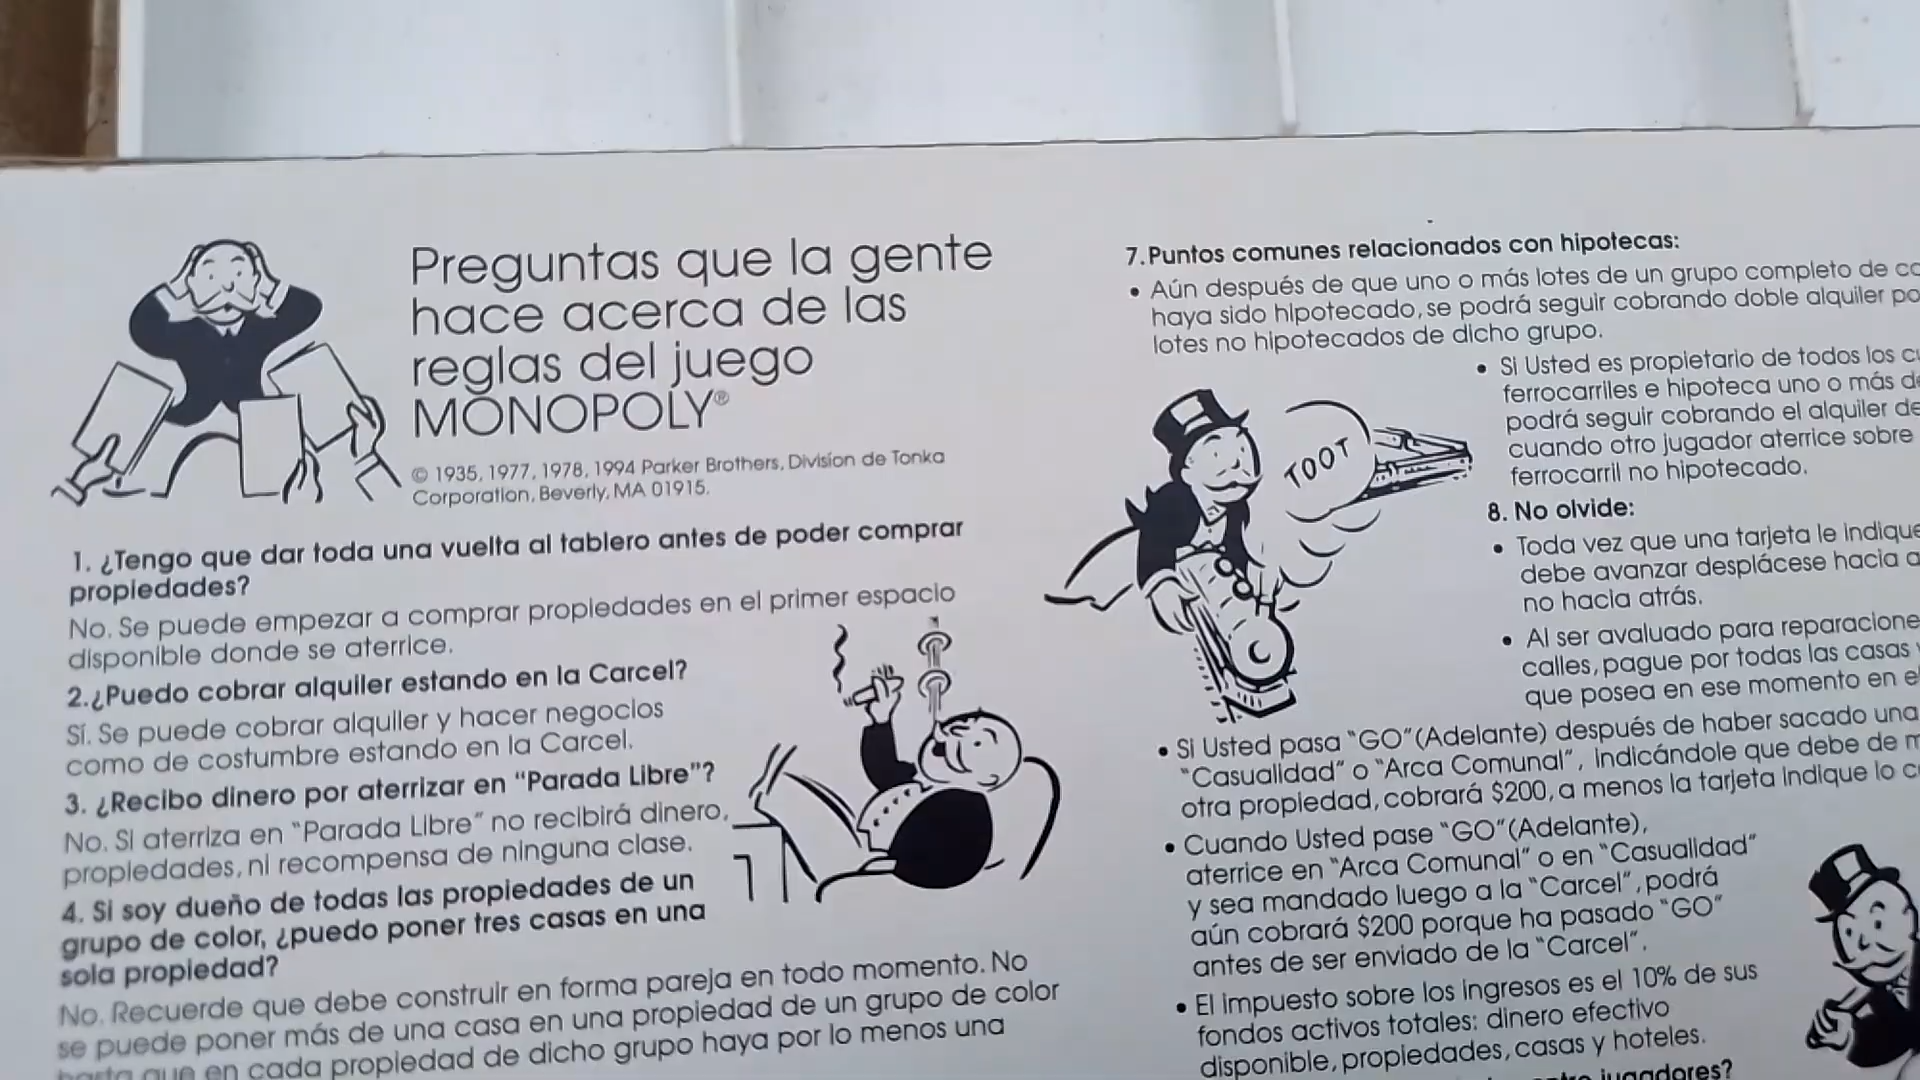 Preguntas que la gente
hace acerca de las
reglas del juego
MONOPOLY®
© 1935, 1977, 1978, 1994 Parker Brothers, División de Tonka
Corporation, Beverly, MA 01915.
1. ¿Tengo que dar toda una vuelta al tablero antes de poder comprar
propiedades?
No. Se puede empezar a comprar propiedades en el primer espacio
disponible donde se aterrice.
2.¿Puedo cobrar alquiler estando en la Carcel?
Sí. Se puede cobrar alquiler y hacer negocios
como de costumbre estando en la Carcel.
3. ¿Recibo dinero por aterrizar en “Parada Libre”?
No. Si aterriza en “Parada Libre” no recibirá dinero,
propiedades, ni recompensa de ninguna clase.
4. Si soy dueño de todas las propiedades de un
grupo de color, ¿puedo poner tres casas en una
sola propiedad?
No. Recuerde que debe construir en forma pareja en todo momento. No
se puede poner más de una casa en una propiedad de un grupo de color
hasta que en cada propiedad de dicho grupo haya por lo menos una
7. Puntos comunes relacionados con hipotecas:
• Aún después de que uno o más lotes de un grupo completo de
haya sido hipotecado, se podrá seguir cobrando doble alquiler
lotes no hipotecados de dicho grupo.
• Si Usted es propietario de todos los
ferrocarriles e hipoteca uno o más
podrá seguir cobrando el alquiler de
cuando otro jugador aterrice sobre
ferrocarril no hipotecado.
TOOT
8. No olvide:
• Toda vez que una tarjeta le indique
debe avanzar desplácese hacia
no hacia atrás.
• Al ser avaluado para
calles, pague por todas las casas
que posea en ese momento en
• Si Usted pasa “GO”(Adelante) después de haber sacado una
“Casualidad” o “Arca Comunal”, indicándole que debe de
otra propiedad, cobrará $200, a menos la tarjeta indique lo
• Cuando Usted pase “GO”(Adelante),
aterrice en “Arca Comunal” o en “Casualidad”
y sea mandado luego a la “Carcel”, podrá
aún cobrará $200 porque ha pasado “GO”
antes de ser enviado de la “Carcel”.
• El impuesto sobre los ingresos es el 10% de sus
fondos activos totales: dinero efectivo
disponible, propiedades, casas y hoteles.
jugadores?